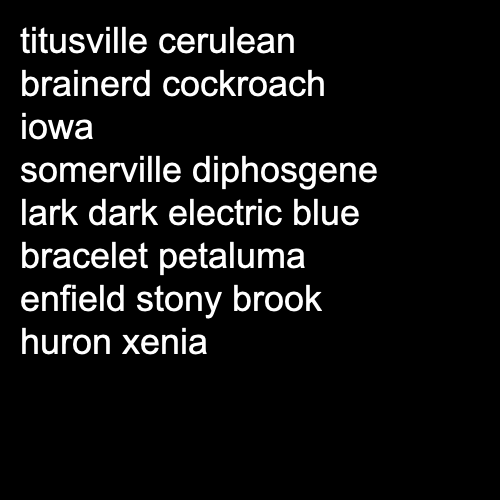 titusville cerulean
brainerd cockroach
iowa
somerville diphosgene
lark dark electric blue
bracelet petaluma
enfield stony brook
huron xenia